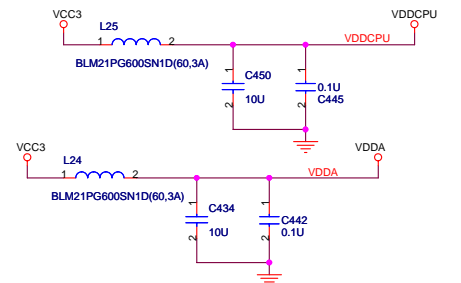 VCC3
L25
VDDCPU
1
2
VDDCPU
BLM21PG600SN1D(60,3A)
1
C450
1
0.1U
2
10U
2
C445
VCC3
L24
VDDA
1
2
VDDA
BLM21PG600SN1D(60,3A)
1
C434
1
C442
2
10U
2
0.1U